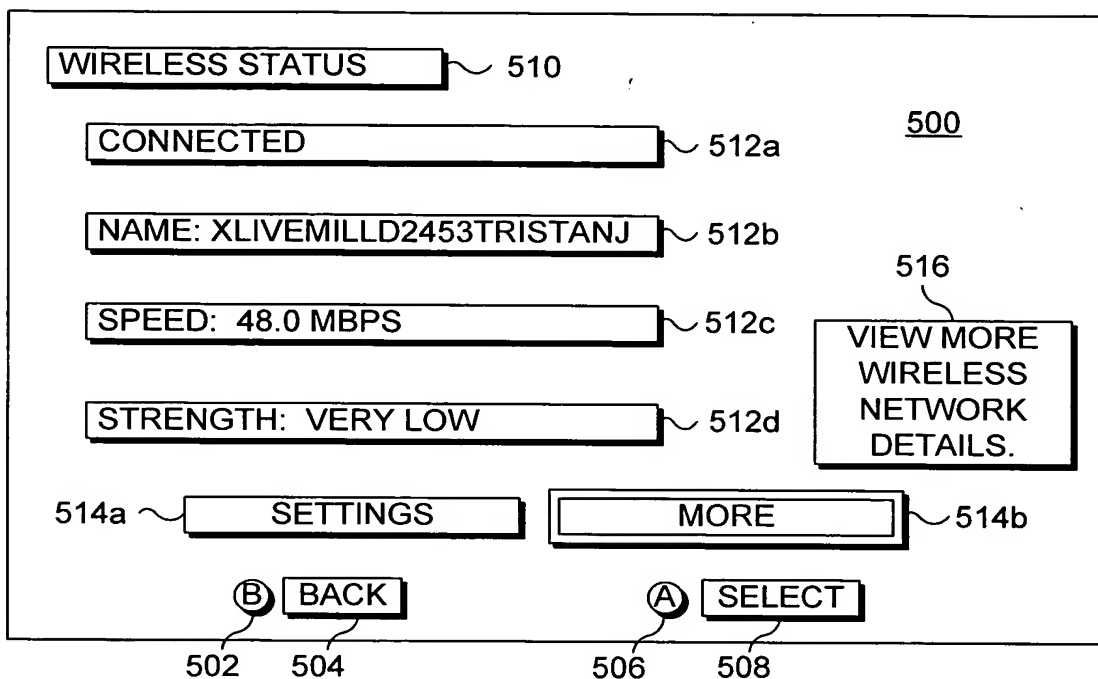 WIRELESS STATUS 510
500
CONNECTED 512a
NAME: XLIVEMILLD2453TRISTANJ 512b
516
SPEED: 48.0 MBPS 512c
VIEW MORE
WIRELESS
NETWORK
DETAILS.
STRENGTH: VERY LOW 512d
514a SETTINGS MORE 514b
B BACK A SELECT
502 504 506 508